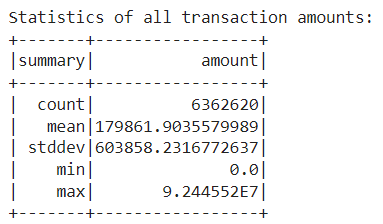 Statistics of all transaction amounts:
+-------+-----------------+
|summary|           amount|
+-------+-----------------+
|  count|          6362620|
|   mean|179861.9035579989|
| stddev|603858.2316772637|
|    min|              0.0|
|    max|       9.244552E7|
+-------+-----------------+